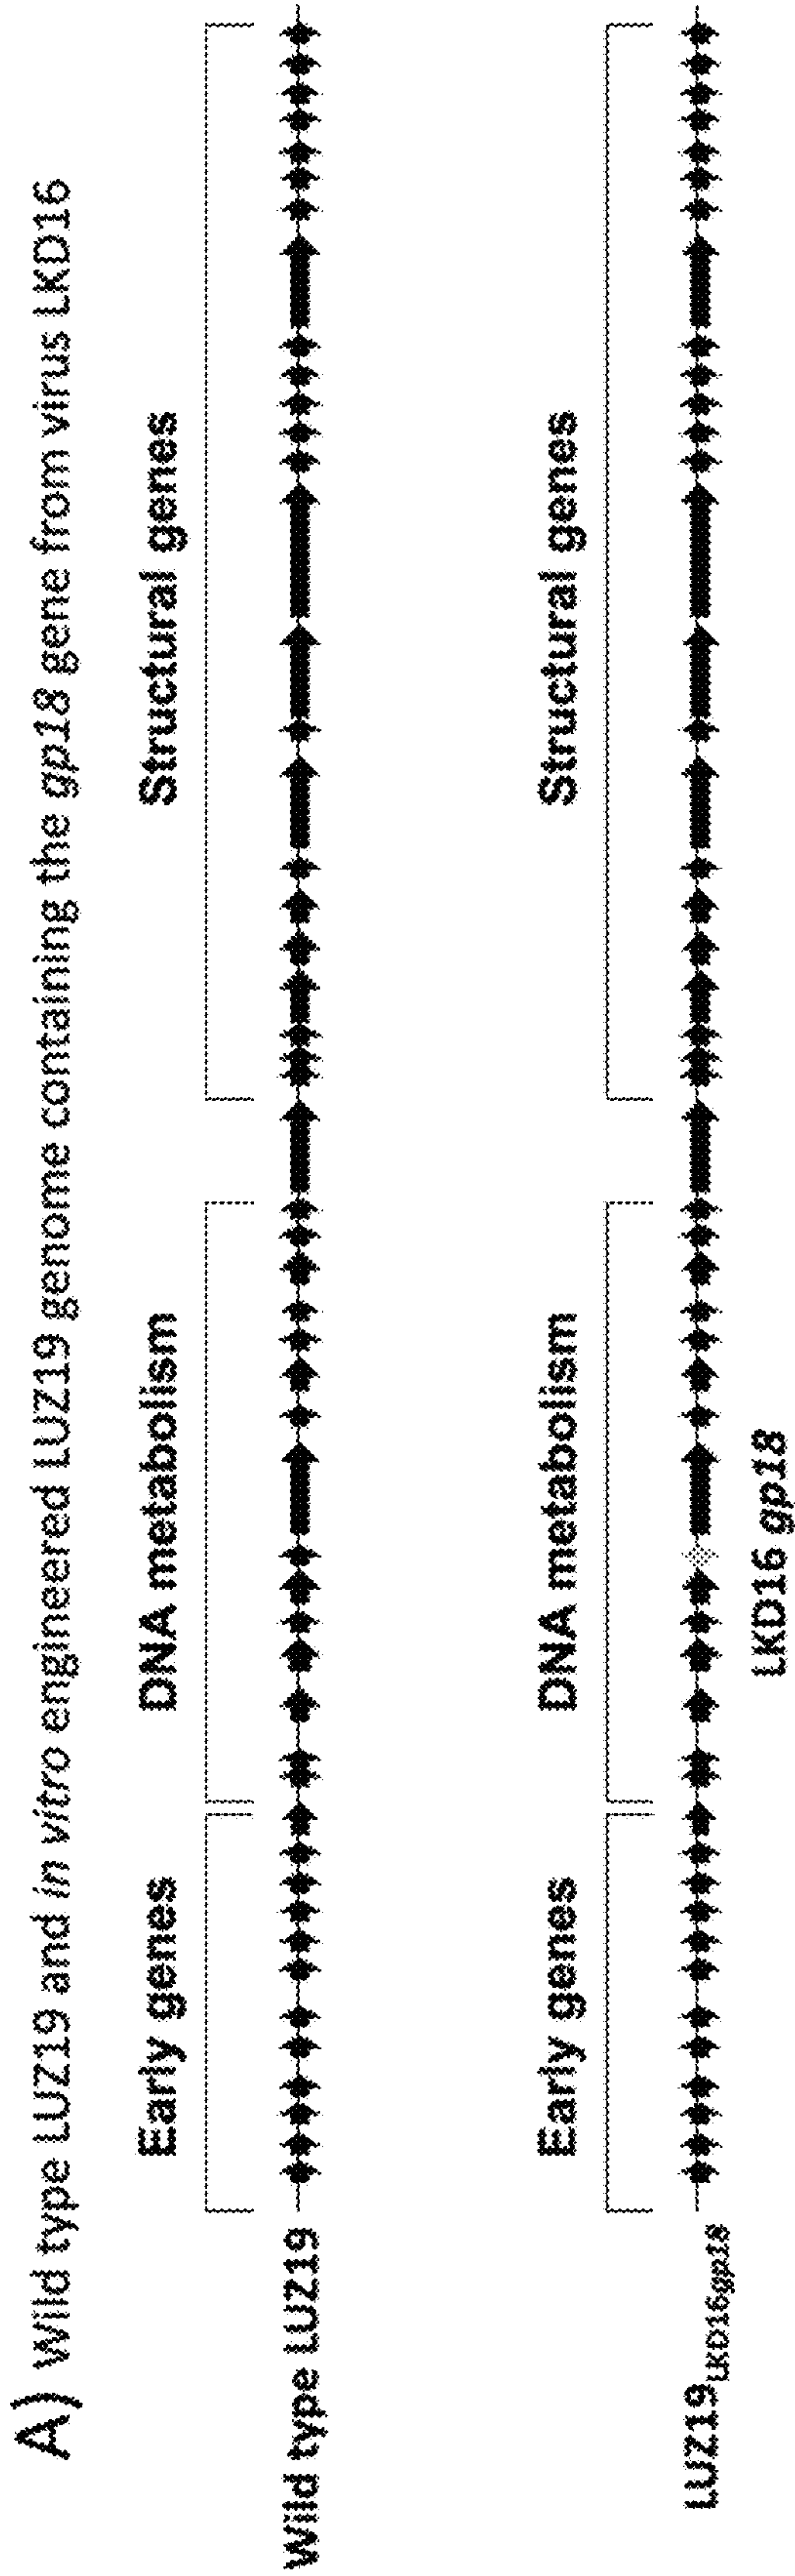 A) Wild type LUZ19 and in vitro engineered LUZ19 genome containing the gp18 gene from virus LKD16
Early genes
DNA metabolism
Structural genes
Wild type LUZ19
Early genes
DNA metabolism
Structural genes
LUZ19LKD16gp18
LKD16 gp18